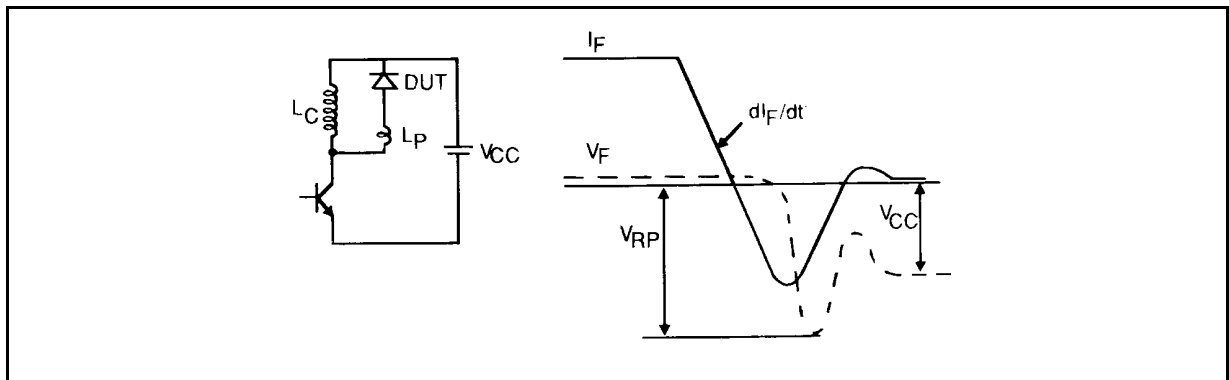 DUT
LC
LP
VCC
IF
dIF/dt
VF
VRP
VCC